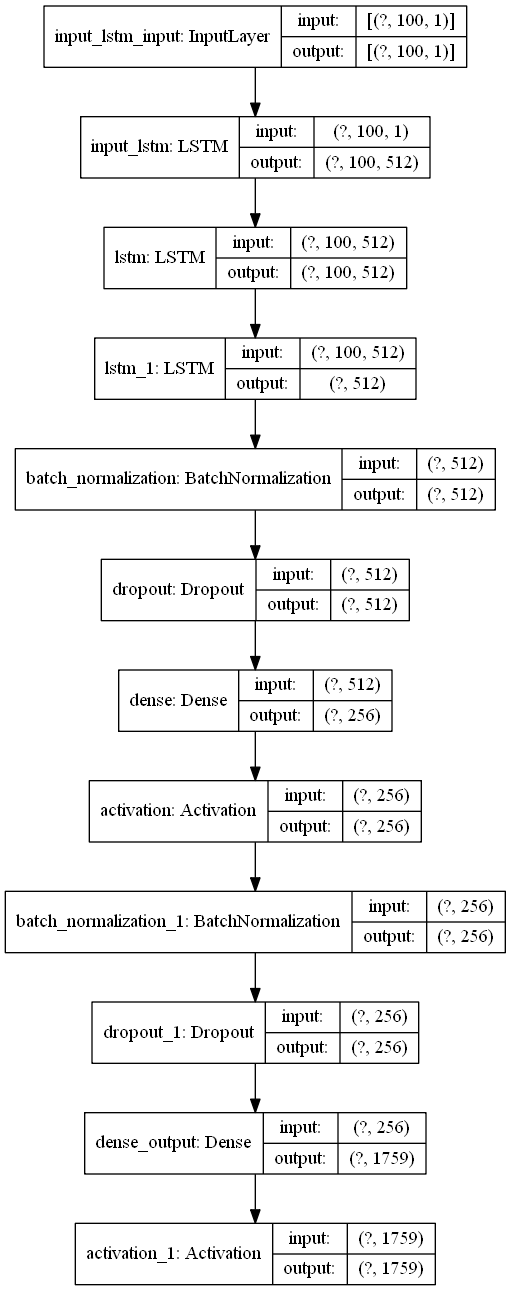 input_lstm_input: InputLayer
input: [(?, 100, 1)]
output: [(?, 100, 1)]
input_lstm: LSTM
input: (?, 100, 1)
output: (?, 100, 512)
lstm: LSTM
input: (?, 100, 512)
output: (?, 100, 512)
lstm_1: LSTM
input: (?, 100, 512)
output: (?, 512)
batch_normalization: BatchNormalization
input: (?, 512)
output: (?, 512)
dropout: Dropout
input: (?, 512)
output: (?, 512)
dense: Dense
input: (?, 512)
output: (?, 256)
activation: Activation
input: (?, 256)
output: (?, 256)
batch_normalization_1: BatchNormalization
input: (?, 256)
output: (?, 256)
dropout_1: Dropout
input: (?, 256)
output: (?, 256)
dense_output: Dense
input: (?, 256)
output: (?, 1759)
activation_1: Activation
input: (?, 1759)
output: (?, 1759)